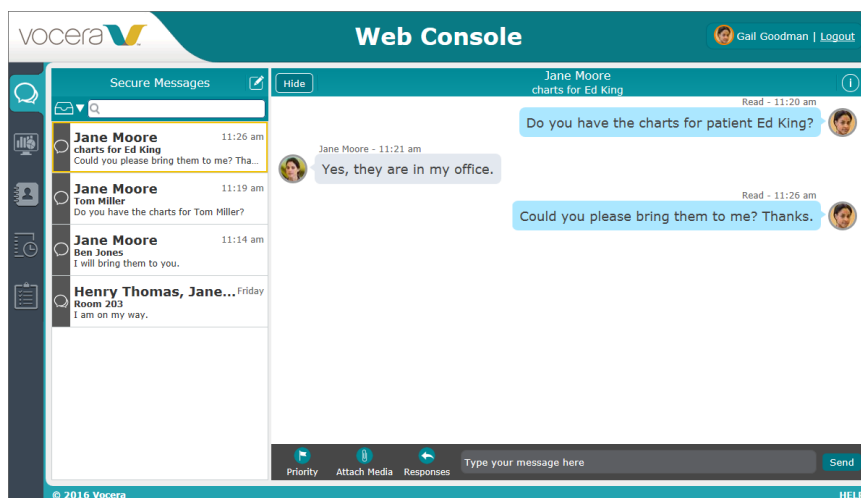 vocera
Web Console
Gail Goodman | Logout
Secure Messages
Hide
Jane Moore
charts for Ed King
Jane Moore
11:26 am
charts for Ed King
Could you please bring them to me? Tha...
Jane Moore
11:19 am
Tom Miller
Do you have the charts for Tom Miller?
Jane Moore
11:14 am
Ben Jones
I will bring them to you.
Henry Thomas, Jane...
Friday
Room 203
I am on my way.
Read - 11:20 am
Do you have the charts for patient Ed King?
Jane Moore - 11:21 am
Yes, they are in my office.
Read - 11:26 am
Could you please bring them to me? Thanks.
Priority
Attach Media
Responses
Type your message here
Send
© 2016 Vocera
HELP